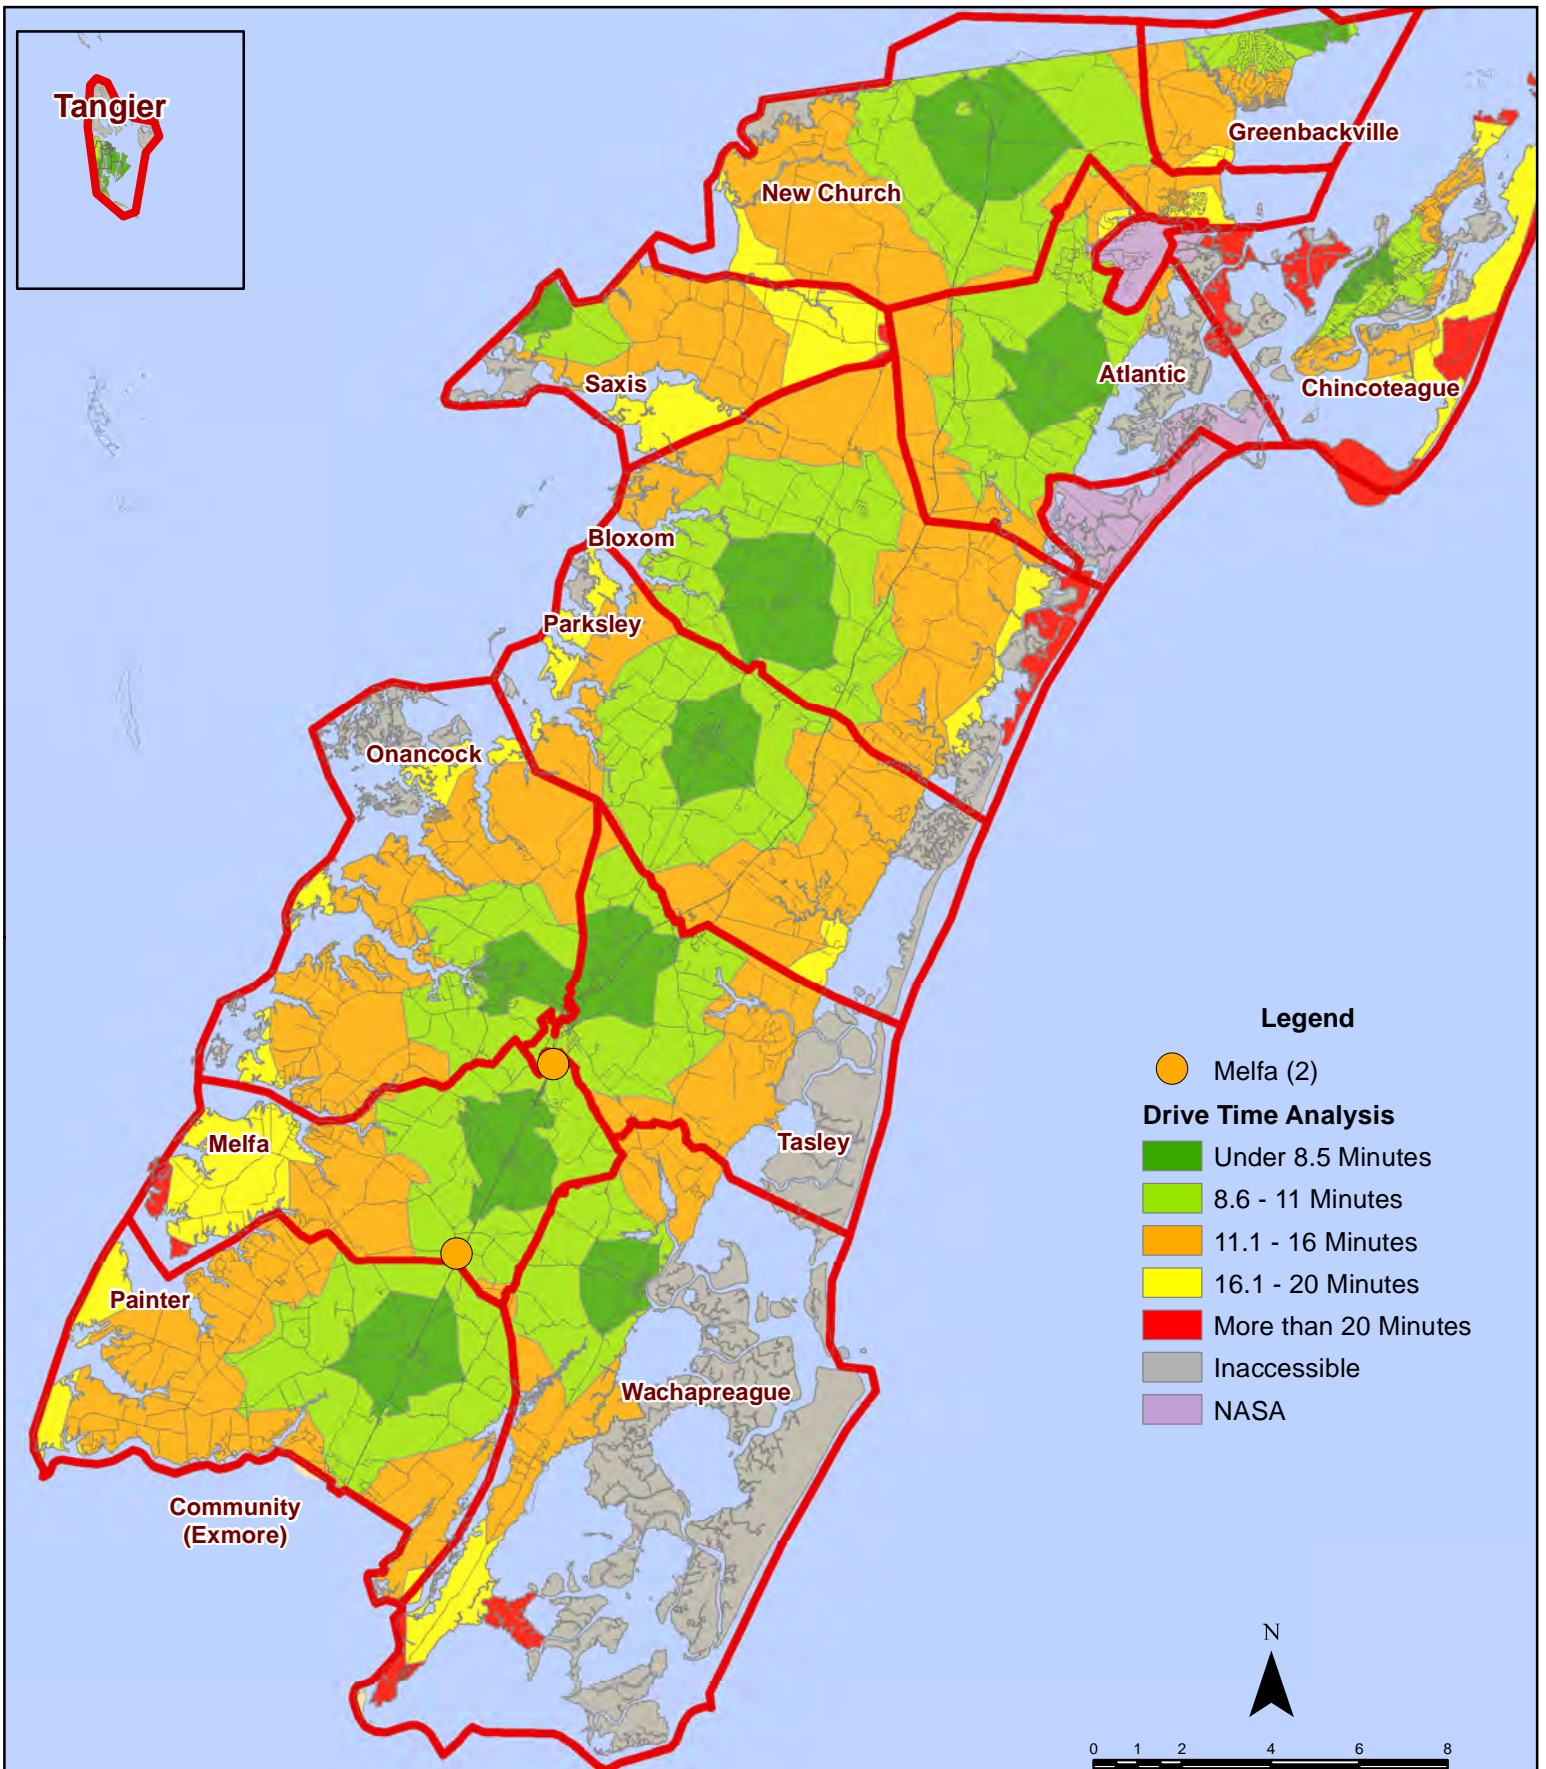 Tangier
Greenbackville
New Church
Atlantic
Chincoteague
Saxis
Bloxom
Parksley
Onancock
Melfa
Tasley
Painter
Wachapreague
Community
(Exmore)
Legend
Melfa (2)
Drive Time Analysis
Under 8.5 Minutes
8.6 - 11 Minutes
11.1 - 16 Minutes
16.1 - 20 Minutes
More than 20 Minutes
Inaccessible
NASA
N
0 1 2 4 6 8